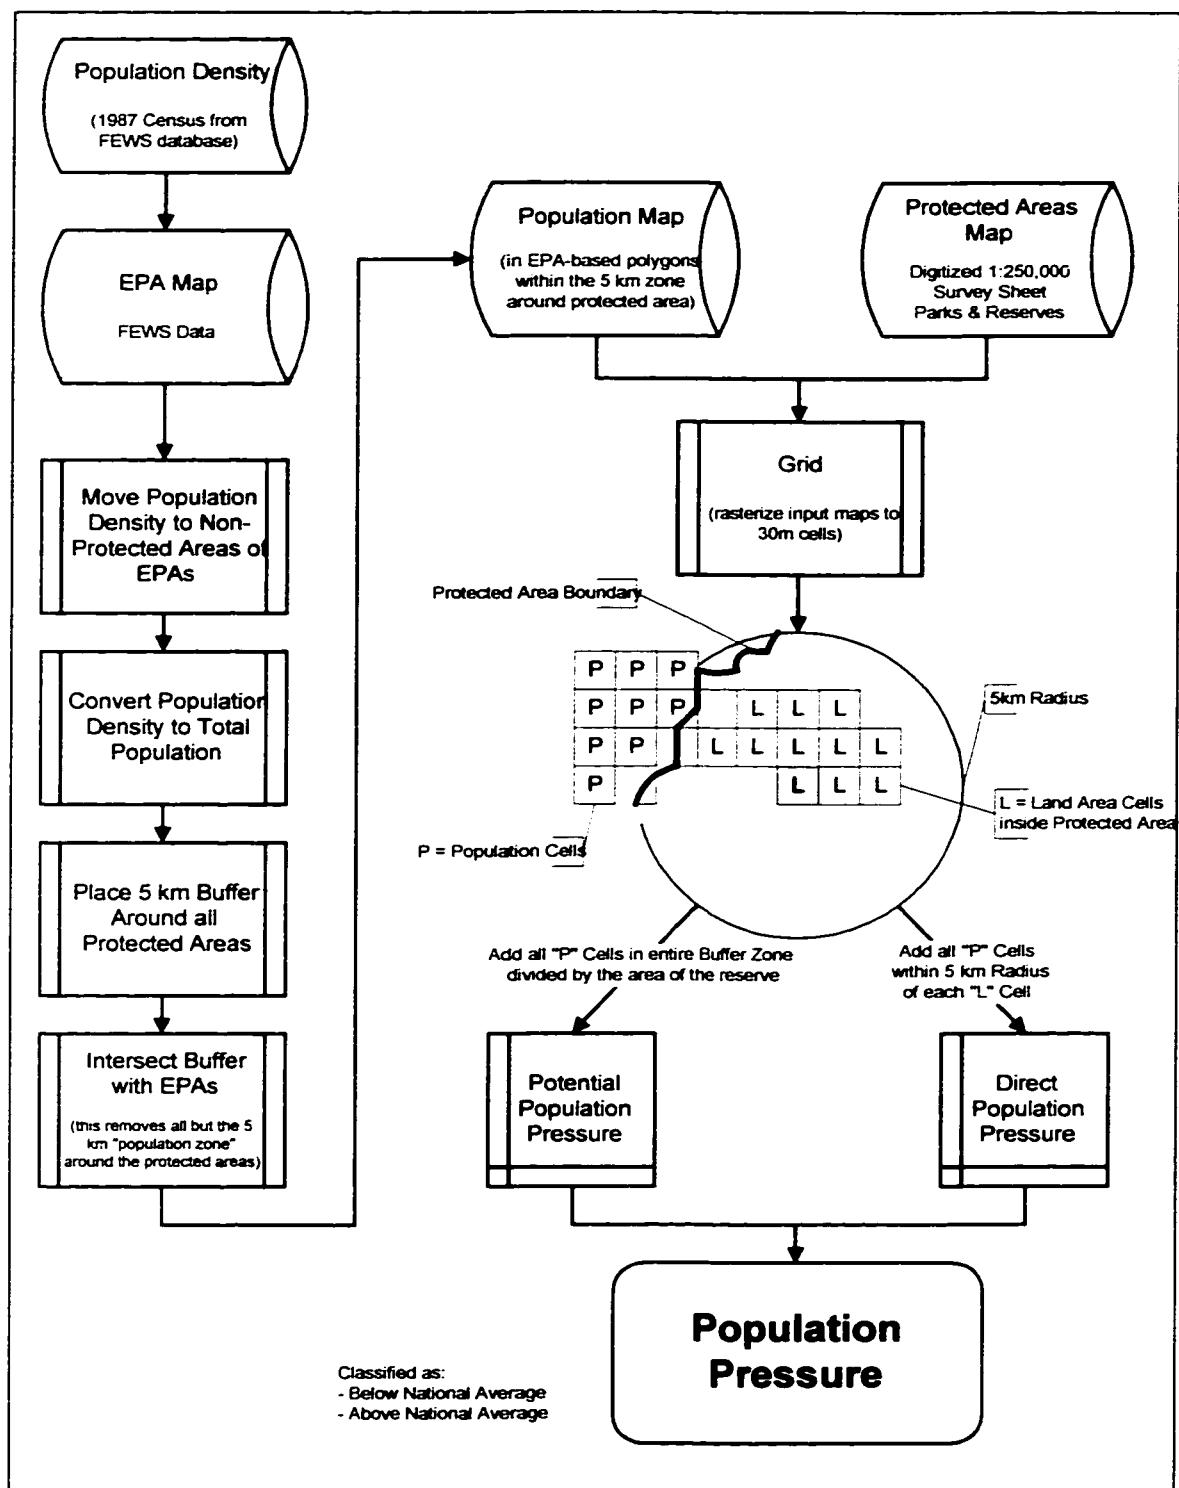 Population Density
(1987 Census from
FEWS database)
EPA Map
FEWS Data
Move Population
Density to Non-
Protected Areas of
EPAs
Convert Population
Density to Total
Population
Place 5 km Buffer
Around all
Protected Areas
Intersect Buffer
with EPAs
(this removes all but the 5
km "population zone"
around the protected areas)
Population Map
(in EPA-based polygons
within the 5 km zone
around protected area)
Protected Areas
Map
Digitized 1:250,000
Survey Sheet
Parks & Reserves
Grid
(rasterize input maps to
30m cells)
Protected Area Boundary
P P P
P P P L L L
P P L L L L L
P L L L
5km Radius
L = Land Area Cells
inside Protected Area
P = Population Cells
Add all "P" Cells in entire Buffer Zone
divided by the area of the reserve
Add all "P" Cells
within 5 km Radius
of each "L" Cell
Potential
Population
Pressure
Direct
Population
Pressure
Population
Pressure
Classified as:
- Below National Average
- Above National Average